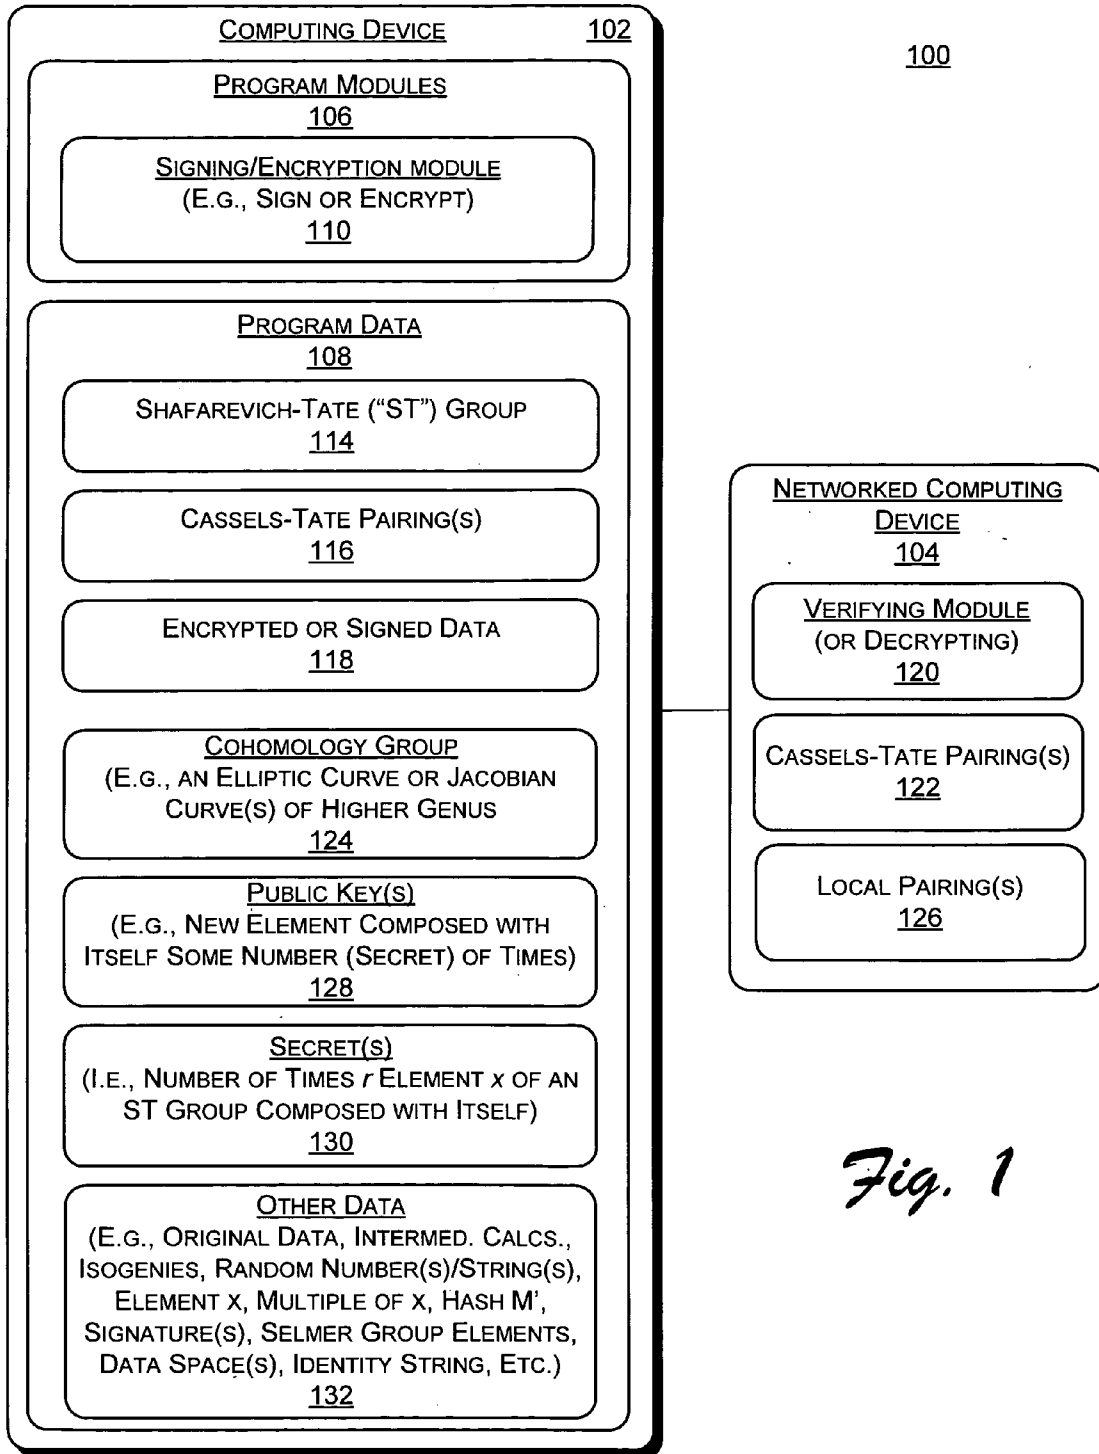 COMPUTING DEVICE 102
100
PROGRAM MODULES
106
SIGNING/ENCRYPTION MODULE
(E.G., SIGN OR ENCRYPT)
110
PROGRAM DATA
108
SHAFAREVICH-TATE (“ST”) GROUP
114
CASSELS-TATE PAIRING(S)
116
ENCRYPTED OR SIGNED DATA
118
COHOMOLOGY GROUP
(E.G., AN ELLIPTIC CURVE OR JACOBIAN
CURVE(S) OF HIGHER GENUS
124
PUBLIC KEY(S)
(E.G., NEW ELEMENT COMPOSED WITH
ITSELF SOME NUMBER (SECRET) OF TIMES)
128
SECRET(S)
(I.E., NUMBER OF TIMES r ELEMENT x OF AN
ST GROUP COMPOSED WITH ITSELF)
130
OTHER DATA
(E.G., ORIGINAL DATA, INTERMED. CALCS.,
ISOGENIES, RANDOM NUMBER(S)/STRING(S),
ELEMENT X, MULTIPLE OF X, HASH M’,
SIGNATURE(S), SELMER GROUP ELEMENTS,
DATA SPACE(S), IDENTITY STRING, ETC.)
132
NETWORKED COMPUTING
DEVICE
104
VERIFYING MODULE
(OR DECRYPTING)
120
CASSELS-TATE PAIRING(S)
122
LOCAL PAIRING(S)
126
Fig. 1